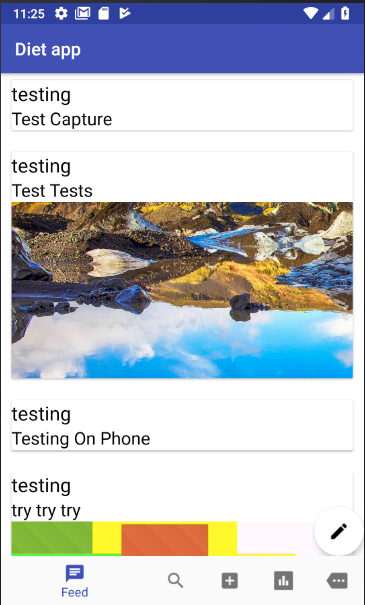 11:25
Diet app
testing
Test Capture
testing
Test Tests
testing
Testing On Phone
testing
try try try
Feed